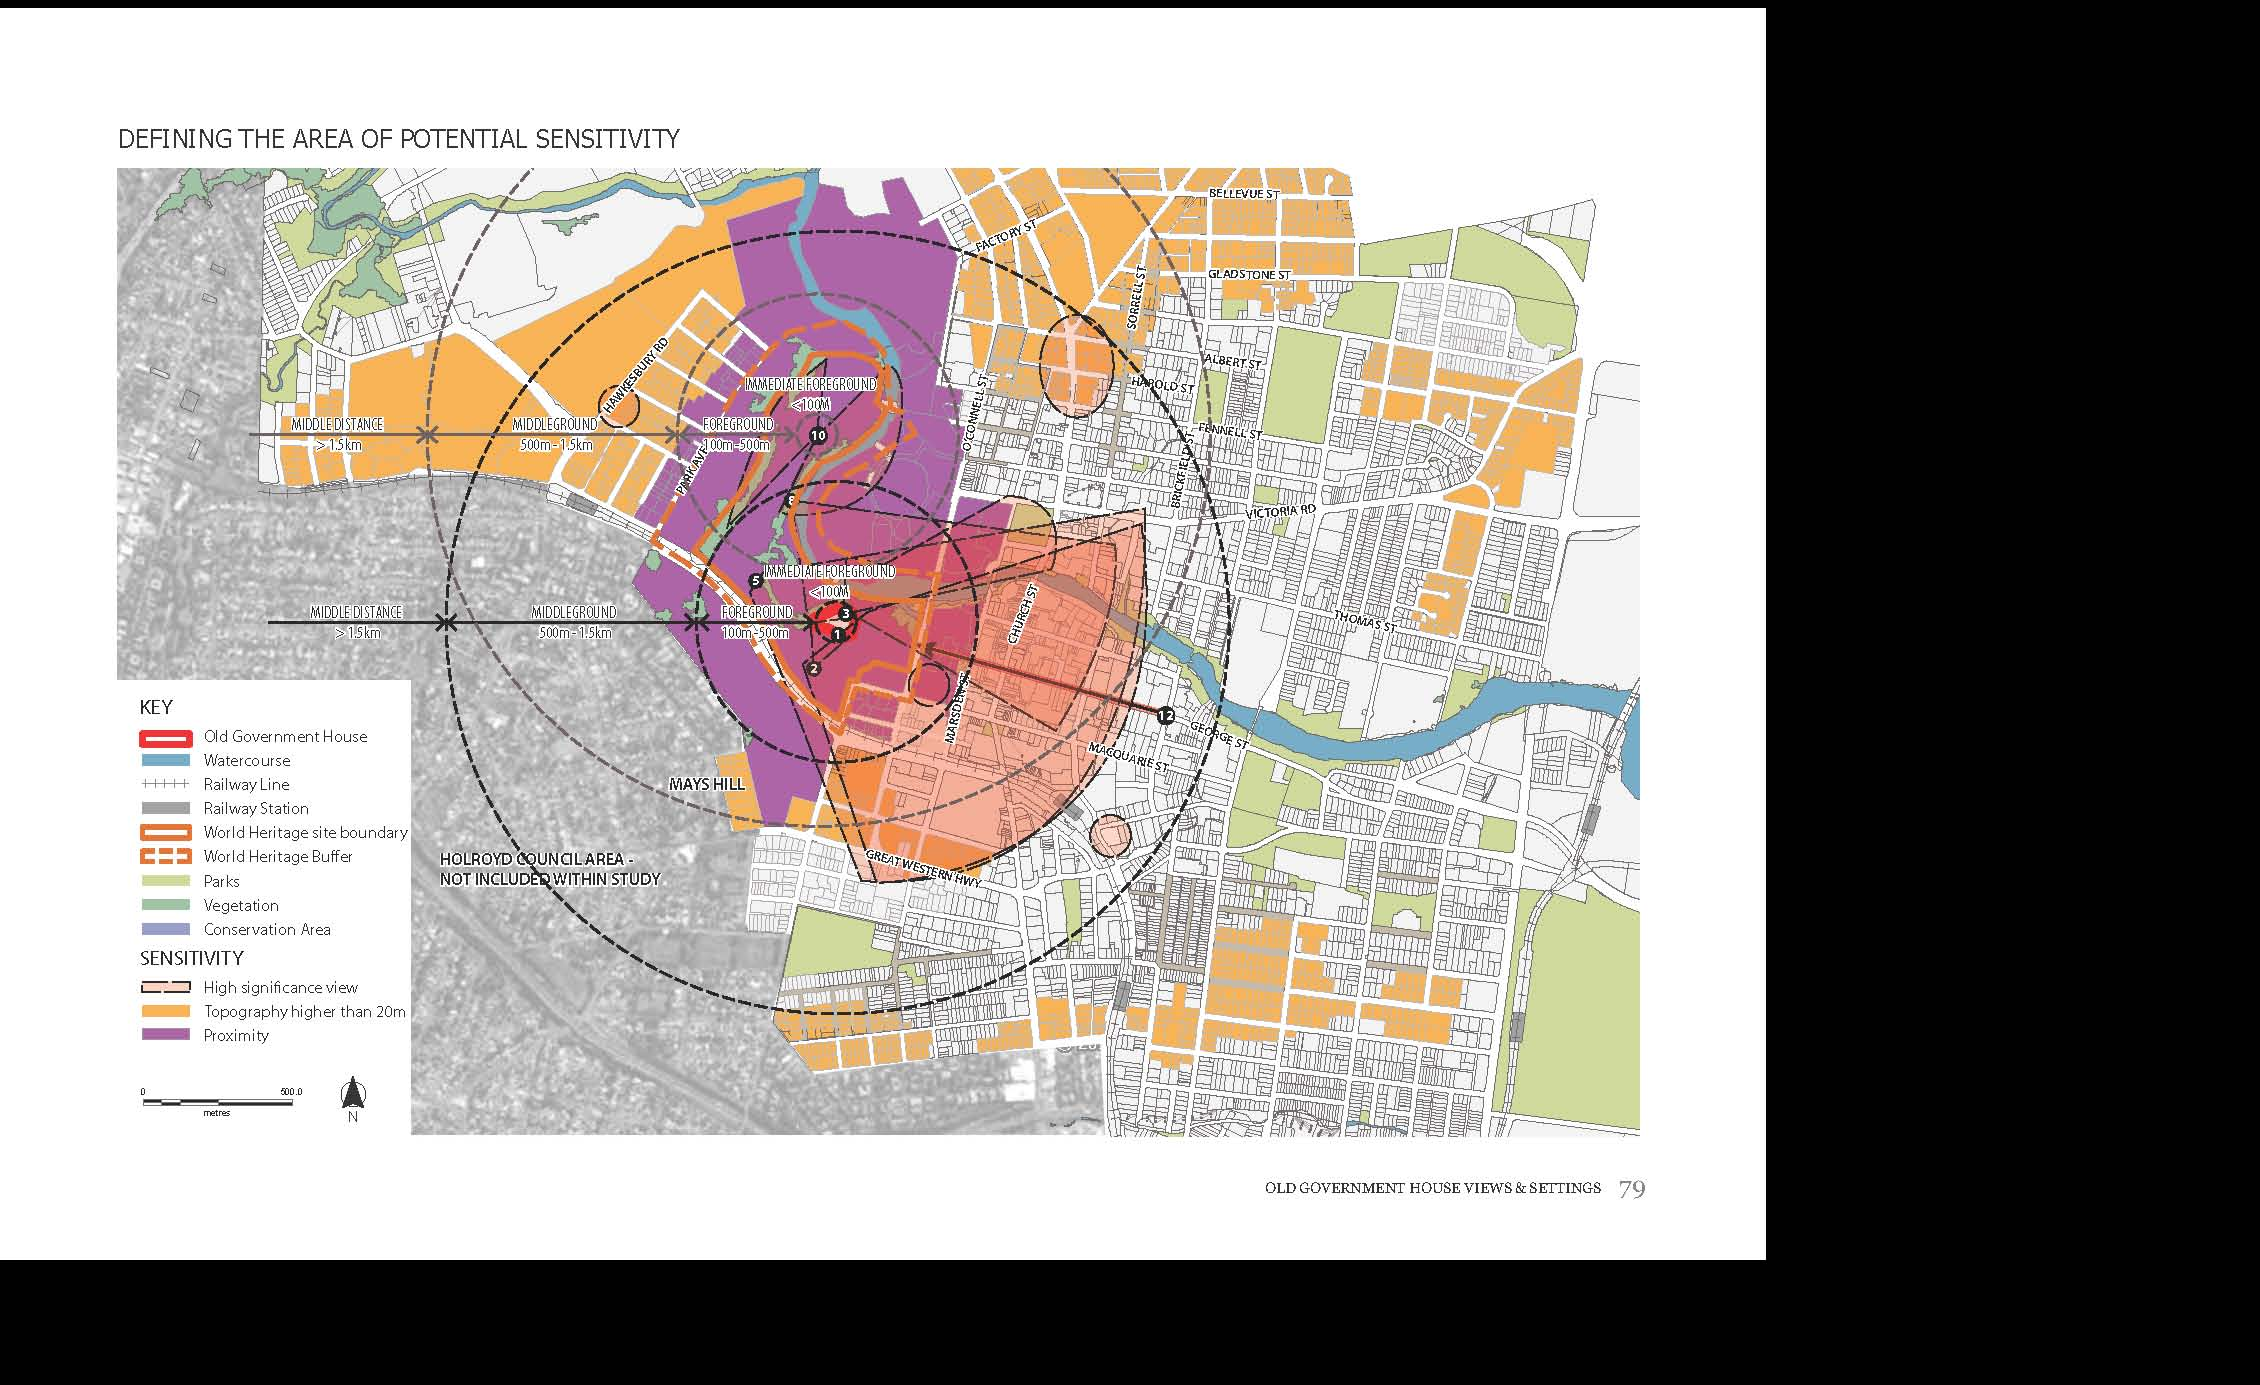 DEFINING THE AREA OF POTENTIAL SENSITIVITY
BELLEVUE ST
FACTORY ST
GLADSTONE ST
SORRELL ST
HAWKESBURY RD
ALBERT ST
HAROLD ST
IMMEDIATE FOREGROUND
<100M
O'CONNELL ST
MIDDLE DISTANCE
> 1.5km
MIDDLEGROUND
500m - 1.5km
FOREGROUND
100m -500m
10
FENNELL ST
PARK AVE
BRICKFIELD ST
VICTORIA RD
5
IMMEDIATE FOREGROUND
<100M
MIDDLE DISTANCE
> 1.5km
MIDDLEGROUND
500m - 1.5km
FOREGROUND
100m -500m
3
1
2
CHURCH ST
THOMAS ST
MARSDEN ST
12
GEORGE ST
MACQUARIE ST
MAYS HILL
GREAT WESTERN HWY
HOLROYD COUNCIL AREA -
NOT INCLUDED WITHIN STUDY
KEY
Old Government House
Watercourse
Railway Line
Railway Station
World Heritage site boundary
World Heritage Buffer
Parks
Vegetation
Conservation Area
SENSITIVITY
High significance view
Topography higher than 20m
Proximity
0 500.0
metres
N
OLD GOVERNMENT HOUSE VIEWS & SETTINGS 79